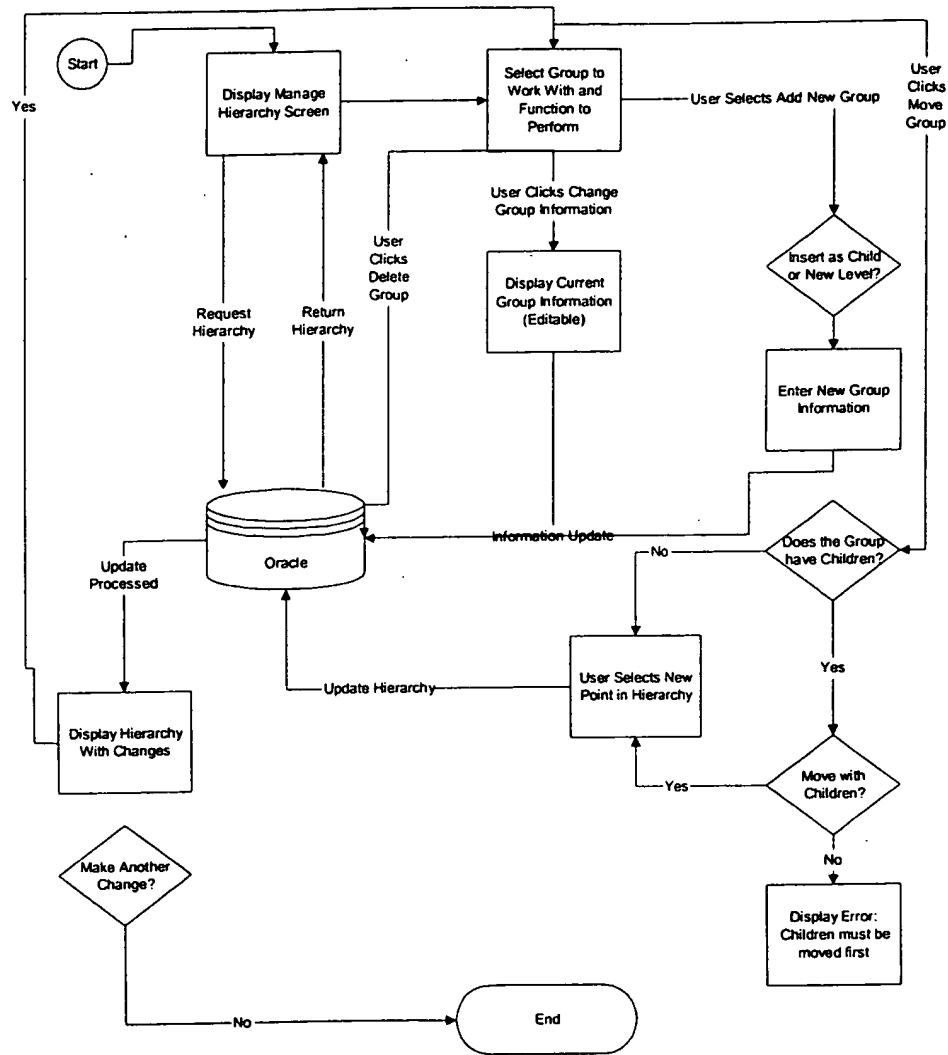 Start
Yes
Display Manage
Hierarchy Screen
Select Group to
Work With and
Function to
Perform
User Selects Add New Group
User
Clicks
Move
Group
User Clicks Change
Group Information
User
Clicks
Delete
Group
Insert as Child
or New Level?
Display Current
Group Information
(Editable)
Request
Hierarchy
Return
Hierarchy
Enter New Group
Information
Oracle
Information Update
Does the Group
have Children?
No
Update
Processed
Yes
Update Hierarchy
User Selects New
Point in Hierarchy
Display Hierarchy
With Changes
Yes
Move with
Children?
No
Make Another
Change?
Display Error:
Children must be
moved first
No
End